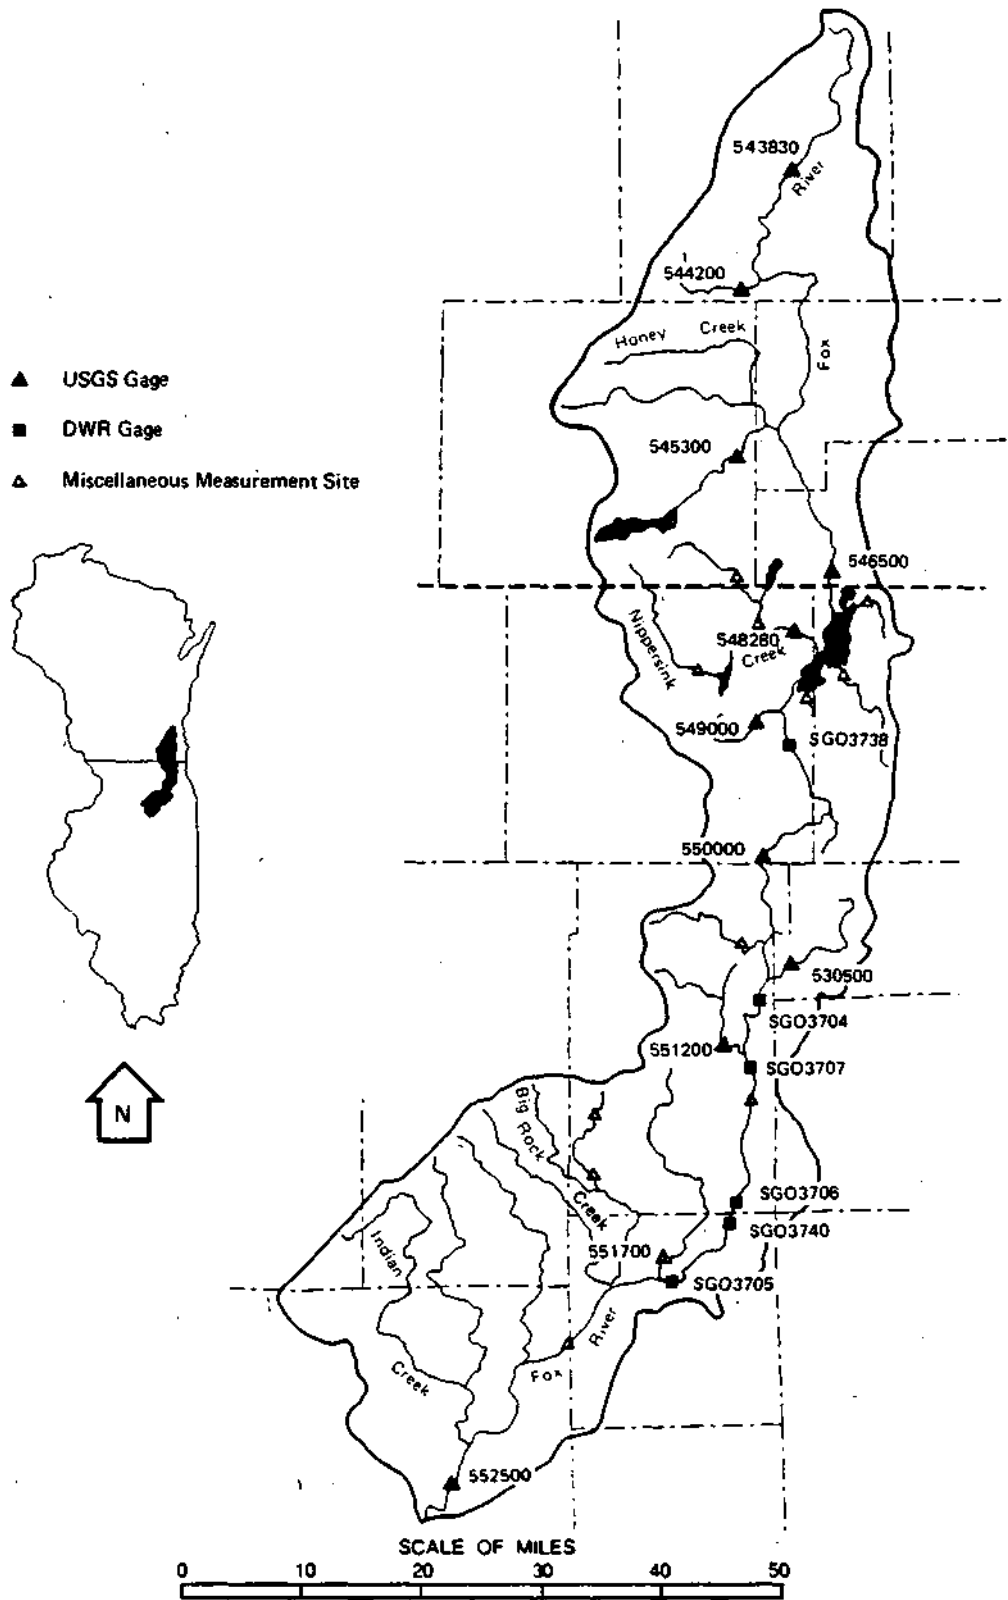 543830
River
544200
Honey Creek
Fox
USGS Gage
DWR Gage
545300
Miscellaneous Measurement Site
546500
Nippersink
548280
Creek
549000
SGO3738
550000
530500
SGO3704
551200
SGO3707
N
Big Rock
Creek
SGO3706
SGO3740
Indian
551700
SGO3705
River
Fox
Creek
552500
SCALE OF MILES
0 10 20 30 40 50